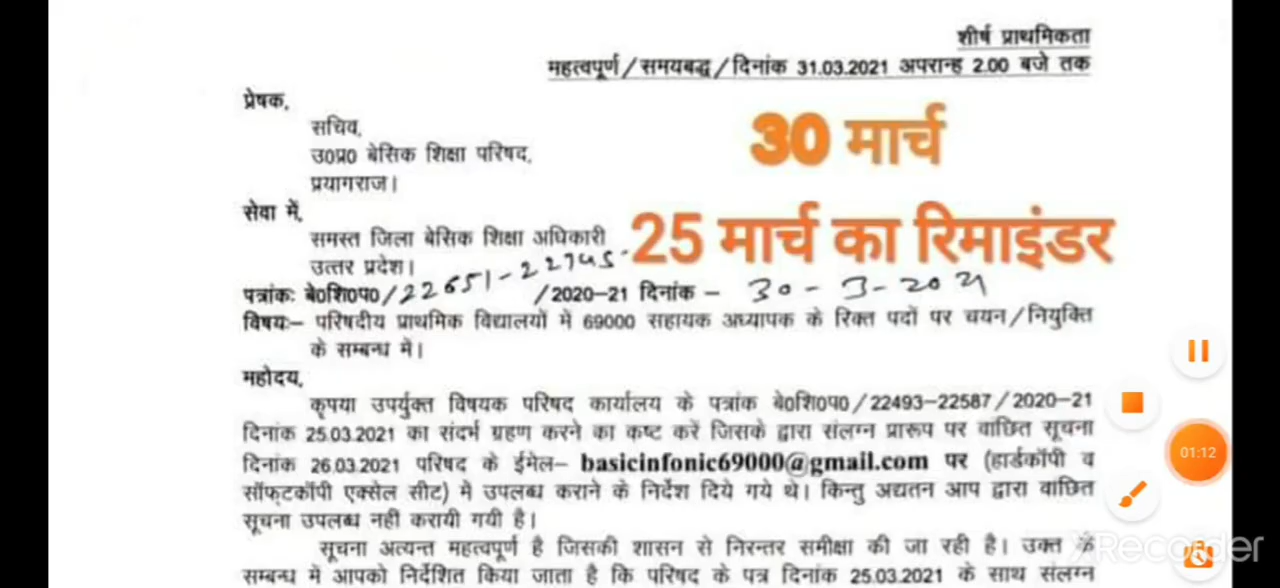 शीर्ष प्राथमिकता
महत्वपूर्ण/समयबद्ध/दिनांक 31.03.2021 अपरान्ह 2.00 बजे तक
प्रेषक,
सचिव,
उ0प्र0 बेसिक शिक्षा परिषद,
प्रयागराज।
30 मार्च
सेवा में,
समस्त जिला बेसिक शिक्षा अधिकारी
उत्तर प्रदेश।
25 मार्च का रिमाइंडर
पत्रांकः बे0शि0प0/22651-22745 /2020-21 दिनांक – 30-3-2021
विषयः– परिषदीय प्राथमिक विद्यालयों में 69000 सहायक अध्यापक के रिक्त पदों पर चयन/नियुक्ति
के सम्बन्ध में।
महोदय,
कृपया उपर्युक्त विषयक परिषद कार्यालय के पत्रांक बे0शि0प0/22493-22587/2020-21
दिनांक 25.03.2021 का संदर्भ ग्रहण करने का कष्ट करें जिसके द्वारा संलग्न प्रारूप पर वाछित सूचना
दिनांक 26.03.2021 परिषद के ईमेल– basicinfonic69000@gmail.com पर (हार्डकॉपी व
सॉफ्टकॉपी एक्सेल सीट) में उपलब्ध कराने के निर्देश दिये गये थे। किन्तु अद्यतन आप द्वारा वाछित
सूचना उपलब्ध नही करायी गयी है।
सूचना अत्यन्त महत्वपूर्ण है जिसकी शासन से निरन्तर समीक्षा की जा रही है। उक्त के
सम्बन्ध में आपको निर्देशित किया जाता है कि परिषद के पत्र दिनांक 25.03.2021 के साथ संलग्न
01:12
XRecorder